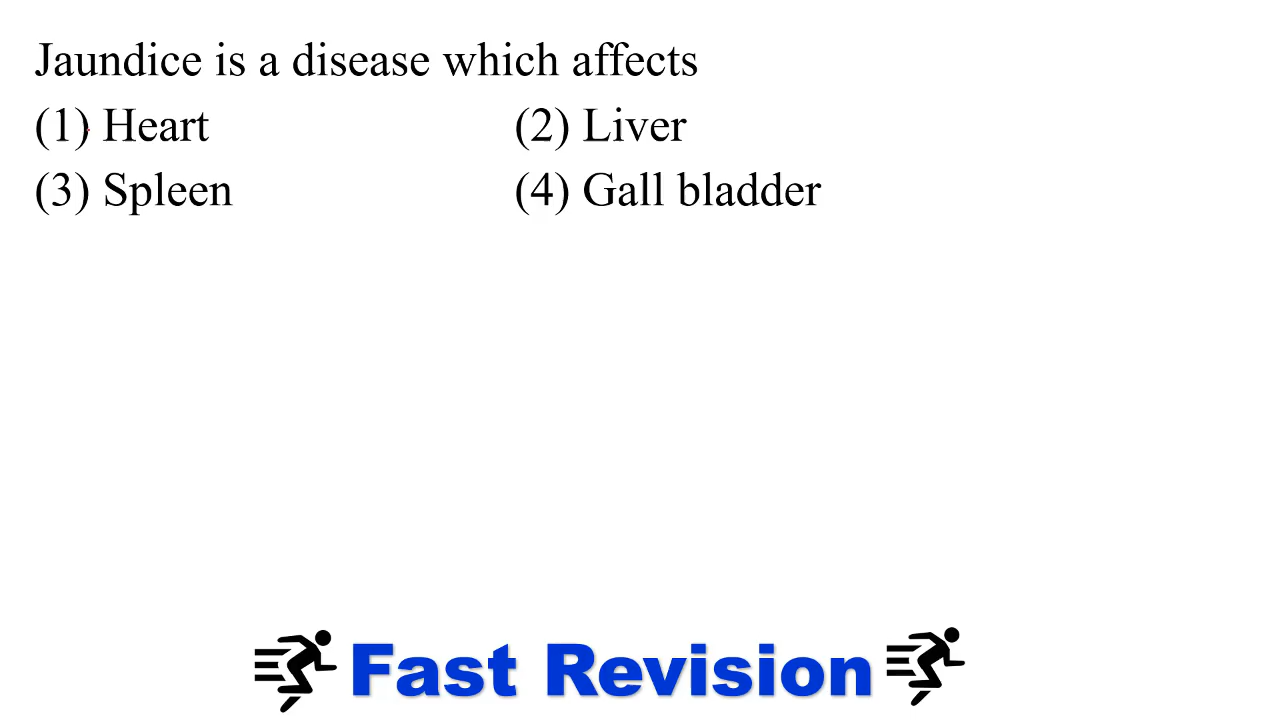 Jaundice is a disease which affects
(1) Heart (2) Liver
(3) Spleen (4) Gall bladder
Fast Revision